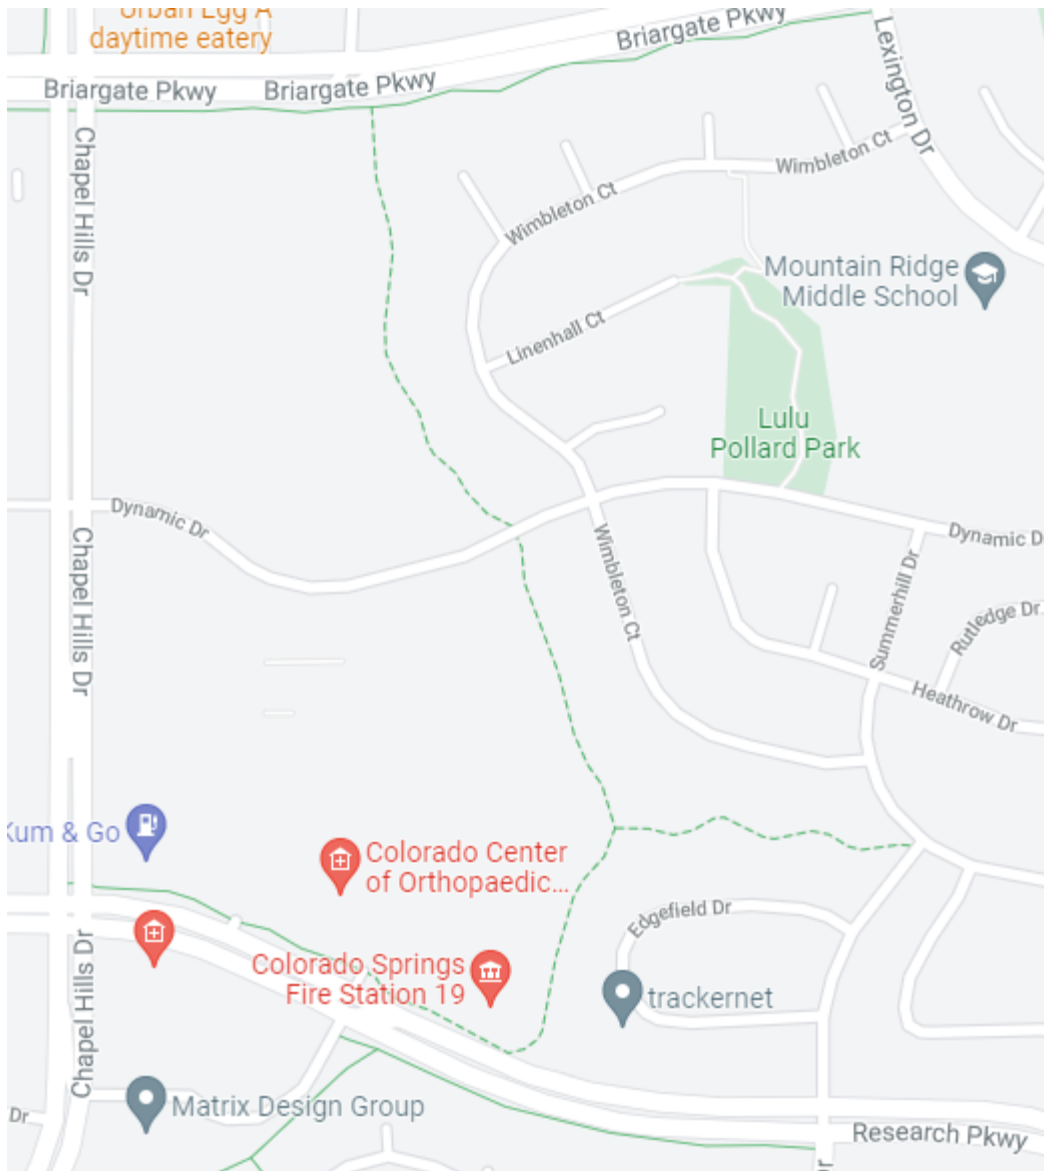 Urban Egg A
daytime eatery
Briargate Pkwy
Briargate Pkwy
Briargate Pkwy
Lexington Dr
Chapel Hills Dr
Wimbleton Ct
Wimbleton Ct
Mountain Ridge
Middle School
Linenhall Ct
Lulu
Pollard Park
Dynamic Dr
Dynamic D
Chapel Hills Dr
Wimbleton Ct
Summerhill Dr
Rutledge Dr
Heathrow Dr
Kum & Go
Colorado Center
of Orthopaedic...
Edgefield Dr
Colorado Springs
Fire Station 19
trackernet
Chapel Hills Dr
Matrix Design Group
Dr
Research Pkwy